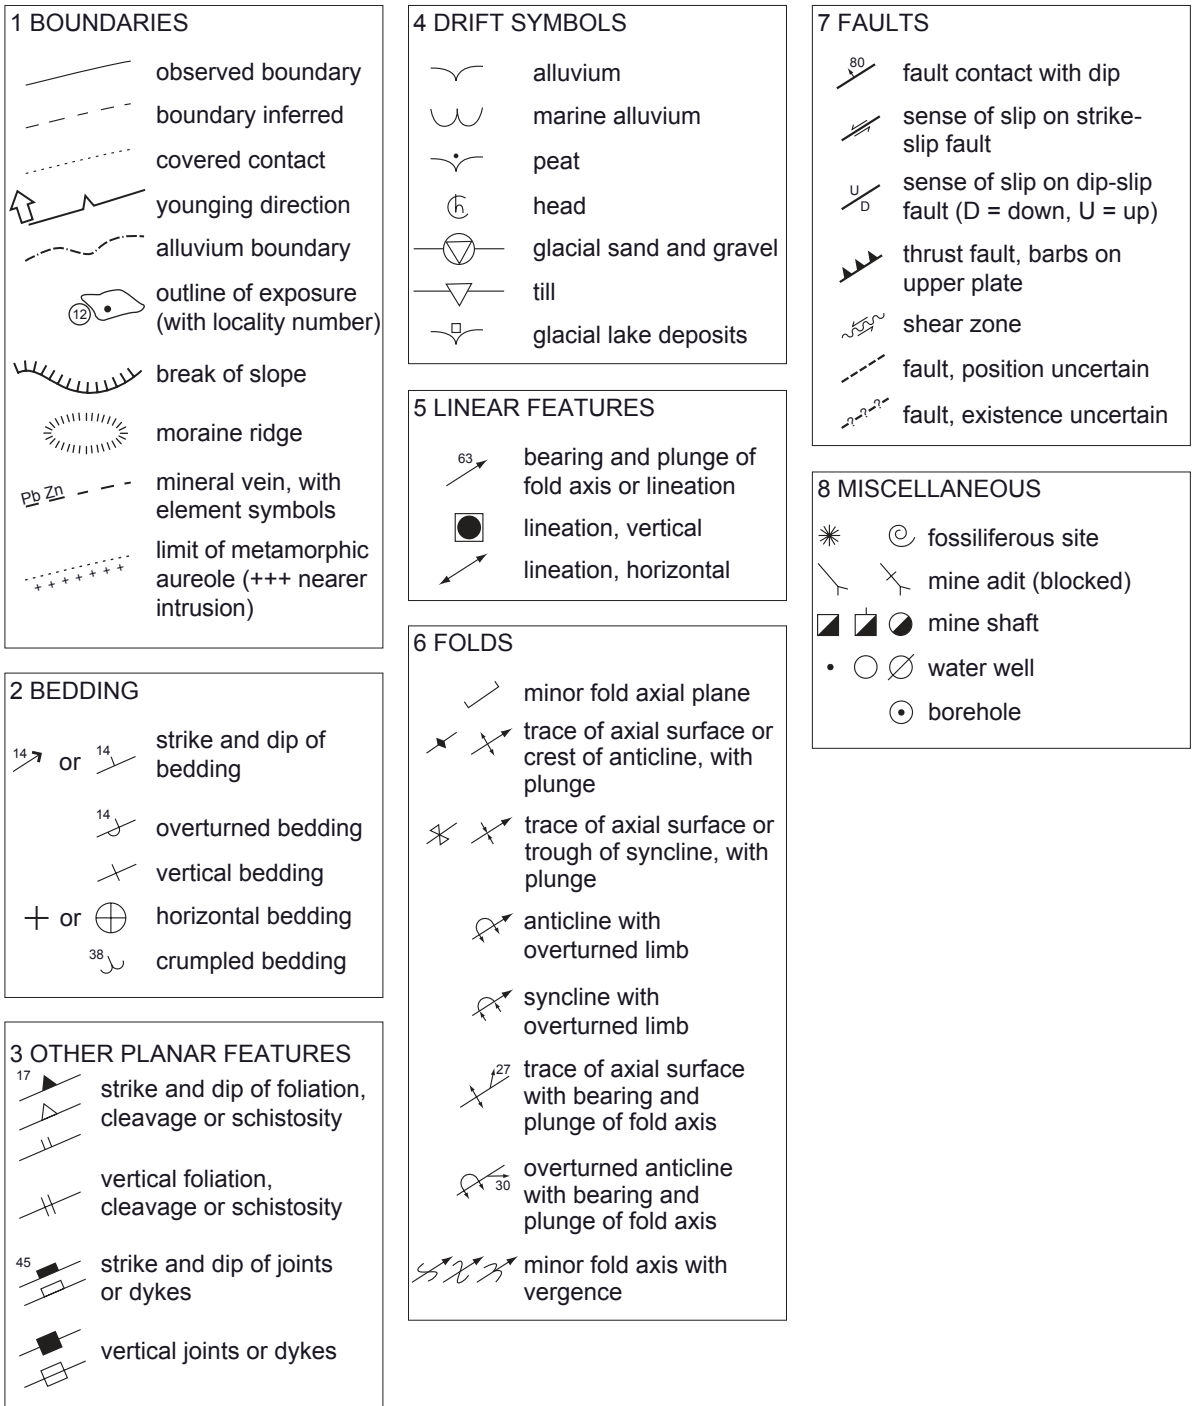 1 BOUNDARIES
observed boundary
boundary inferred
covered contact
younging direction
alluvium boundary
12
outline of exposure
(with locality number)
break of slope
moraine ridge
Pb Zn
mineral vein, with
element symbols
limit of metamorphic
aureole (+++ nearer
intrusion)
2 BEDDING
14 or 14
strike and dip of
bedding
14
overturned bedding
vertical bedding
or
horizontal bedding
38
crumpled bedding
3 OTHER PLANAR FEATURES
17
strike and dip of foliation,
cleavage or schistosity
vertical foliation,
cleavage or schistosity
45
strike and dip of joints
or dykes
vertical joints or dykes
4 DRIFT SYMBOLS
alluvium
marine alluvium
peat
h
head
glacial sand and gravel
till
glacial lake deposits
5 LINEAR FEATURES
63
bearing and plunge of
fold axis or lineation
lineation, vertical
lineation, horizontal
6 FOLDS
minor fold axial plane
trace of axial surface or
crest of anticline, with
plunge
trace of axial surface or
trough of syncline, with
plunge
anticline with
overturned limb
syncline with
overturned limb
27
trace of axial surface
with bearing and
plunge of fold axis
30
overturned anticline
with bearing and
plunge of fold axis
minor fold axis with
vergence
7 FAULTS
80
fault contact with dip
sense of slip on strike-
slip fault
U
D
sense of slip on dip-slip
fault (D = down, U = up)
thrust fault, barbs on
upper plate
shear zone
fault, position uncertain
? ? ?
fault, existence uncertain
8 MISCELLANEOUS
fossiliferous site
mine adit (blocked)
mine shaft
water well
borehole